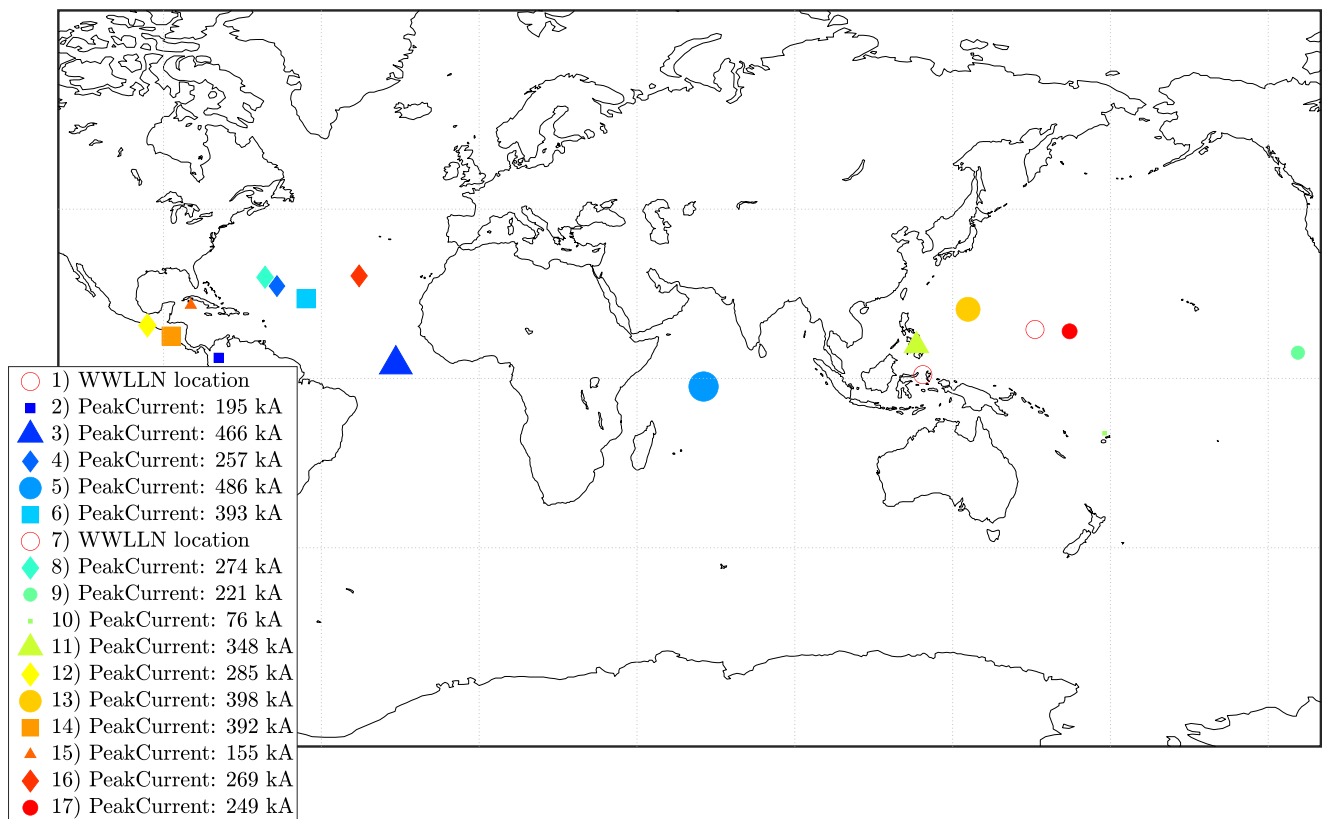 1) WWLLN location
2) PeakCurrent: 195 kA
3) PeakCurrent: 466 kA
4) PeakCurrent: 257 kA
5) PeakCurrent: 486 kA
6) PeakCurrent: 393 kA
7) WWLLN location
8) PeakCurrent: 274 kA
9) PeakCurrent: 221 kA
10) PeakCurrent: 76 kA
11) PeakCurrent: 348 kA
12) PeakCurrent: 285 kA
13) PeakCurrent: 398 kA
14) PeakCurrent: 392 kA
15) PeakCurrent: 155 kA
16) PeakCurrent: 269 kA
17) PeakCurrent: 249 kA